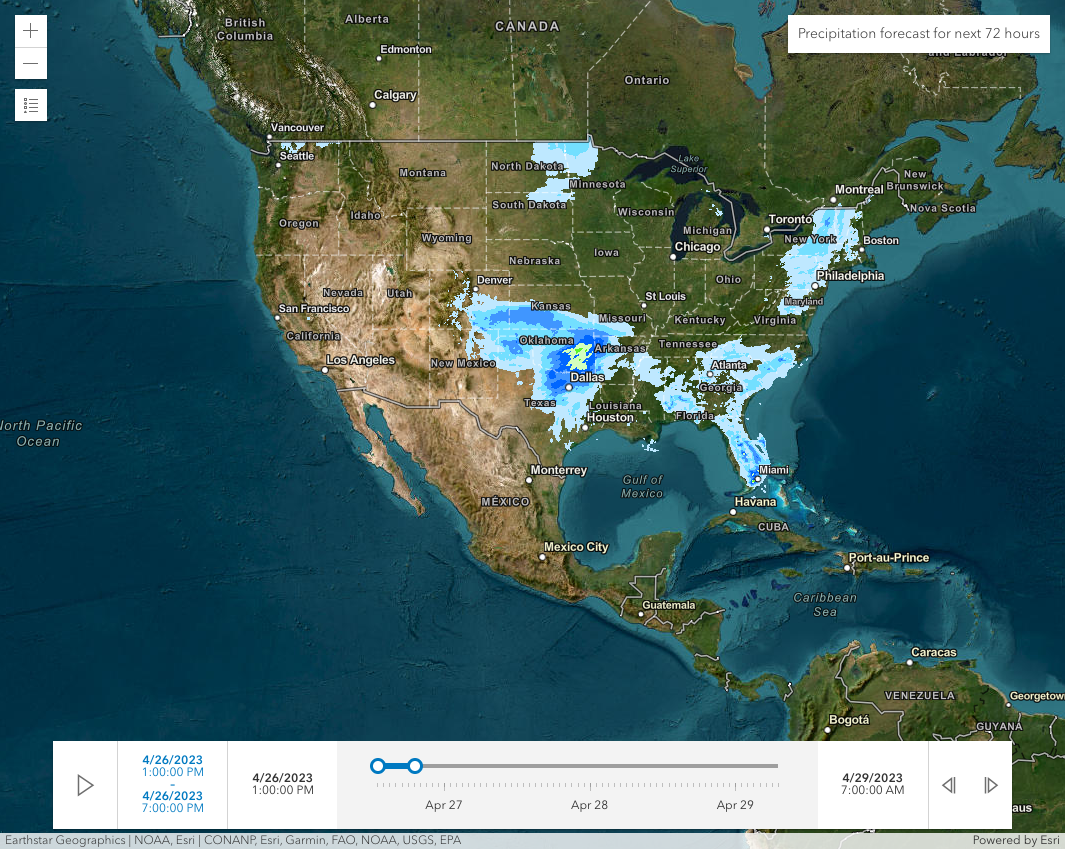 British
Columbia
Alberta
CANADA
Precipitation forecast for next 72 hours
Edmonton
and Labrador
Ontario
Calgary
Vancouver
Seattle
Lake
Superior
North Dakota
Montana
Minnesota
New
Brunswick
Montreal
South Dakota
Wisconsin
Nova Scotia
Idaho
Oregon
Toronto
Michigan
Wyoming
New York
Boston
Chicago
Iowa
Nebraska
Denver
Ohio
Philadelphia
Nevada
Utah
St Louis
Maryland
San Francisco
Kansas
Missouri
Kentucky
Virginia
California
Oklahoma
Arkansas
Tennessee
Los Angeles
New Mexico
Atlanta
Dallas
Georgia
Texas
Louisiana
Houston
Florida
North Pacific
Ocean
Monterrey
Miami
Gulf of
Mexico
MÉXICO
Havana
CUBA
Mexico City
Port-au-Prince
Caribbean
Sea
Guatemala
Caracas
VENEZUELA
Georgetown
Bogotá
GUYANA
4/26/2023
1:00:00 PM
-
4/26/2023
7:00:00 PM
4/26/2023
1:00:00 PM
Apr 27
Apr 28
Apr 29
4/29/2023
7:00:00 AM
aus
Earthstar Geographics | NOAA, Esri | CONANP, Esri, Garmin, FAO, NOAA, USGS, EPA
Powered by Esri